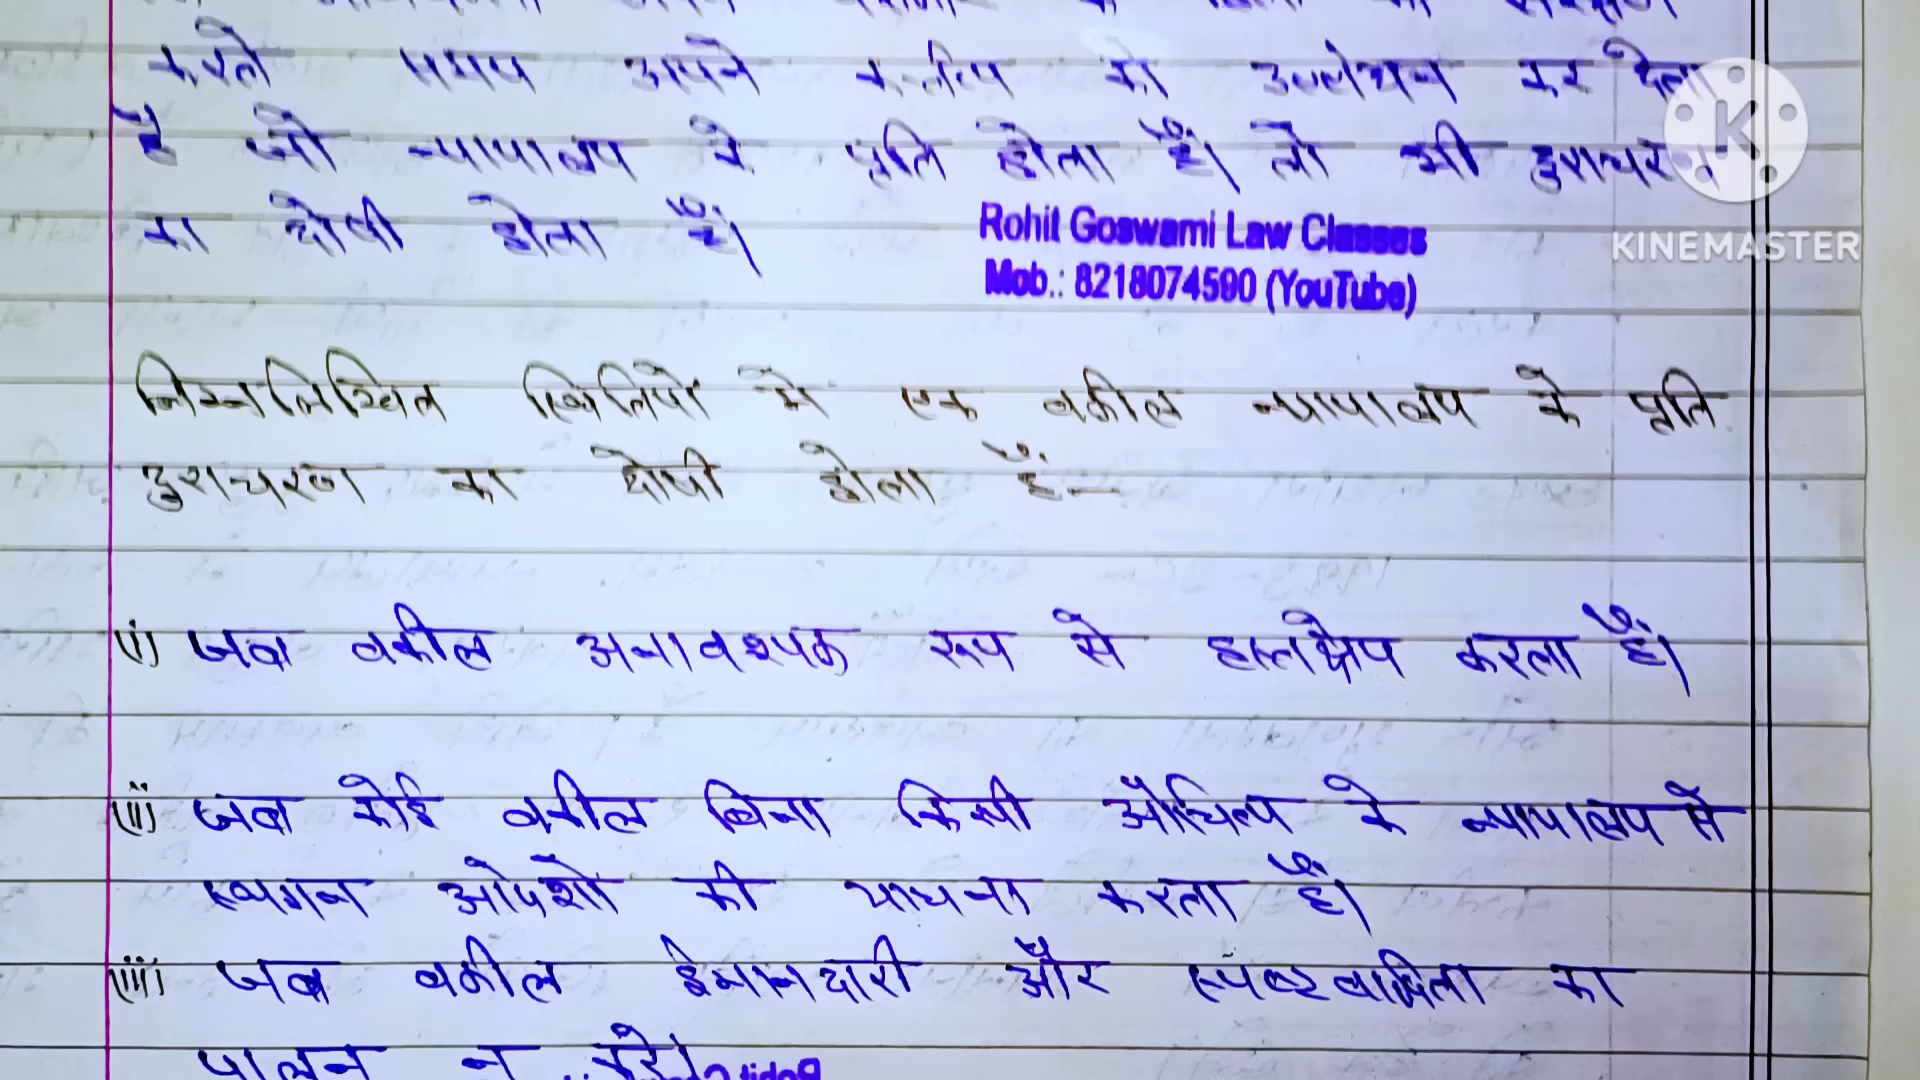 करते समय अपने कर्तव्य का उल्लंघन कर देता
है जो न्यायालय के प्रति होता है। तो भी दुराचरण
का दोषी होता है।
Rohit Goswami Law Classes
Mob.: 8218074590 (YouTube)
KINEMASTER
निम्नलिखित स्थितियों में एक वकील न्यायालय के प्रति
दुराचरण का दोषी होता है-
(i) जब वकील अनावश्यक रूप से हस्तक्षेप करता है।
(ii) जब कोई वकील बिना किसी औचित्य के न्यायालय से
स्थगन आदेशों की याचना करता है।
(iii) जब वकील ईमानदारी और स्पष्टवादिता का
पालन न करे।